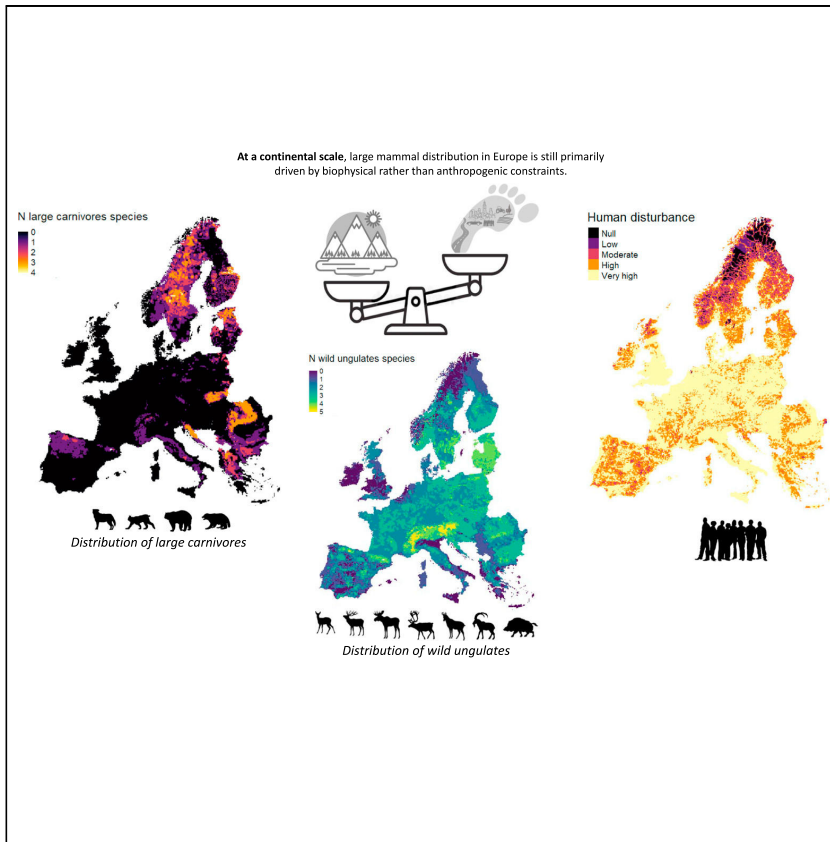 At a continental scale, large mammal distribution in Europe is still primarily
driven by biophysical rather than anthropogenic constraints.
N large carnivores species
0
1
2
3
4
Distribution of large carnivores
N wild ungulates species
0
1
2
3
4
5
Distribution of wild ungulates
Human disturbance
Null
Low
Moderate
High
Very high